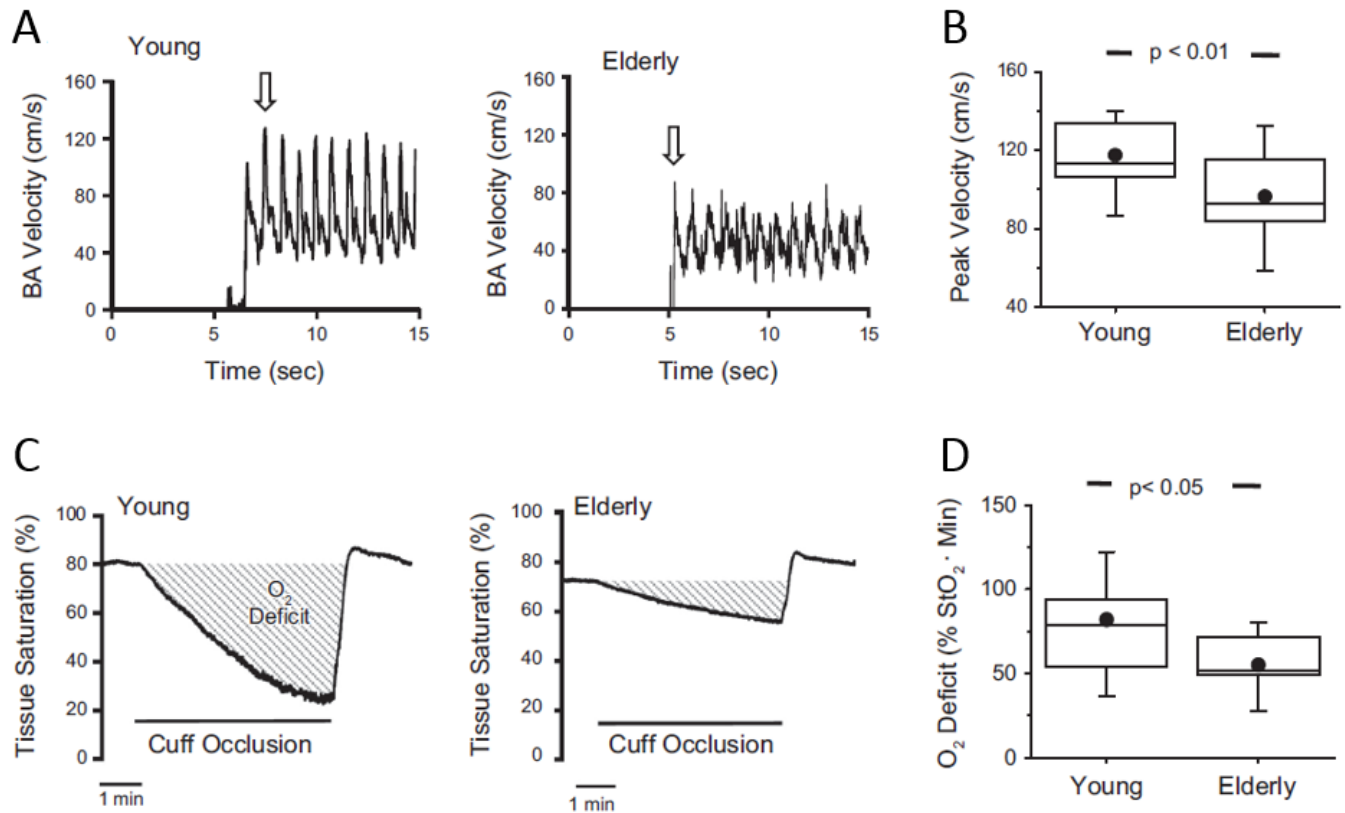 A
Young
BA Velocity (cm/s)
160
120
80
40
0
0 5 10 15
Time (sec)
Elderly
BA Velocity (cm/s)
160
120
80
40
0
0 5 10 15
Time (sec)
B
p < 0.01
Peak Velocity (cm/s)
160
120
80
40
Young Elderly
C
Young
Tissue Saturation (%)
100
80
60
40
20
0
O2
Deficit
Cuff Occlusion
1 min
Elderly
Tissue Saturation (%)
100
80
60
40
20
0
Cuff Occlusion
1 min
D
p< 0.05
O2 Deficit (% StO2 · Min)
150
100
50
0
Young Elderly